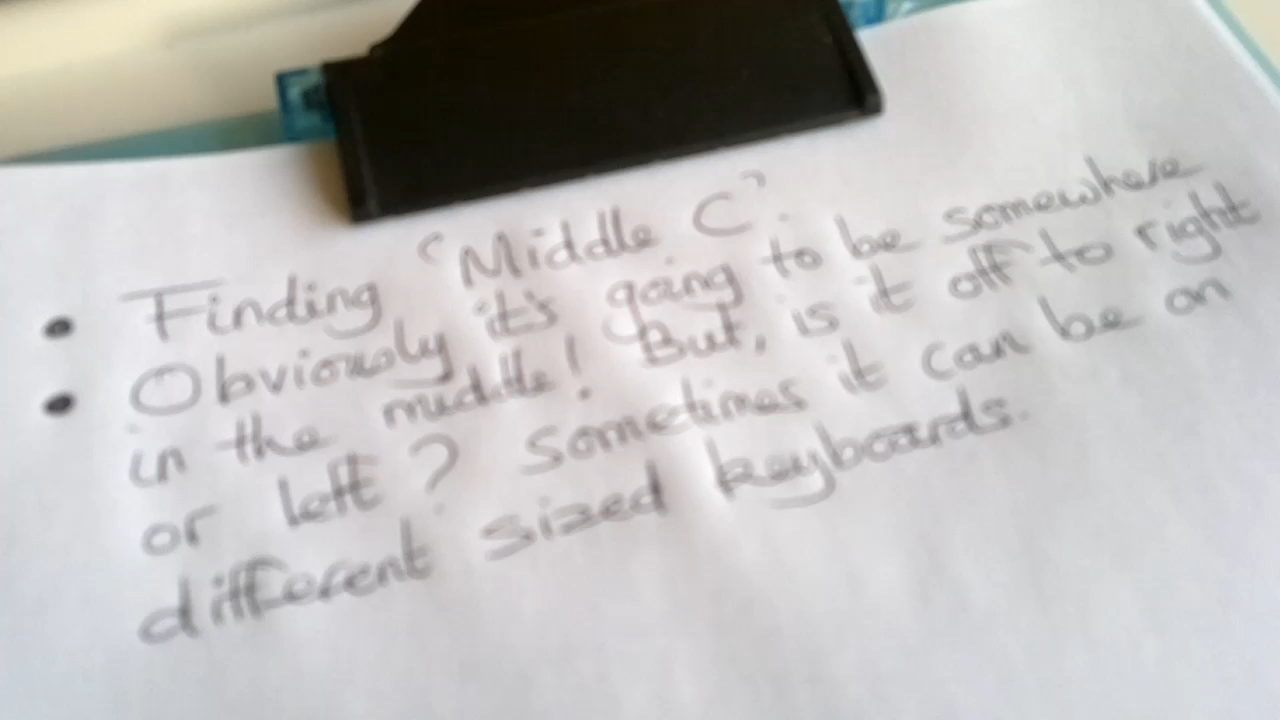 • Finding 'Middle C'.
• Obviously it's going to be somewhere
in the middle! But, is it off to right
or left? Sometimes it can be on
different sized keyboards.